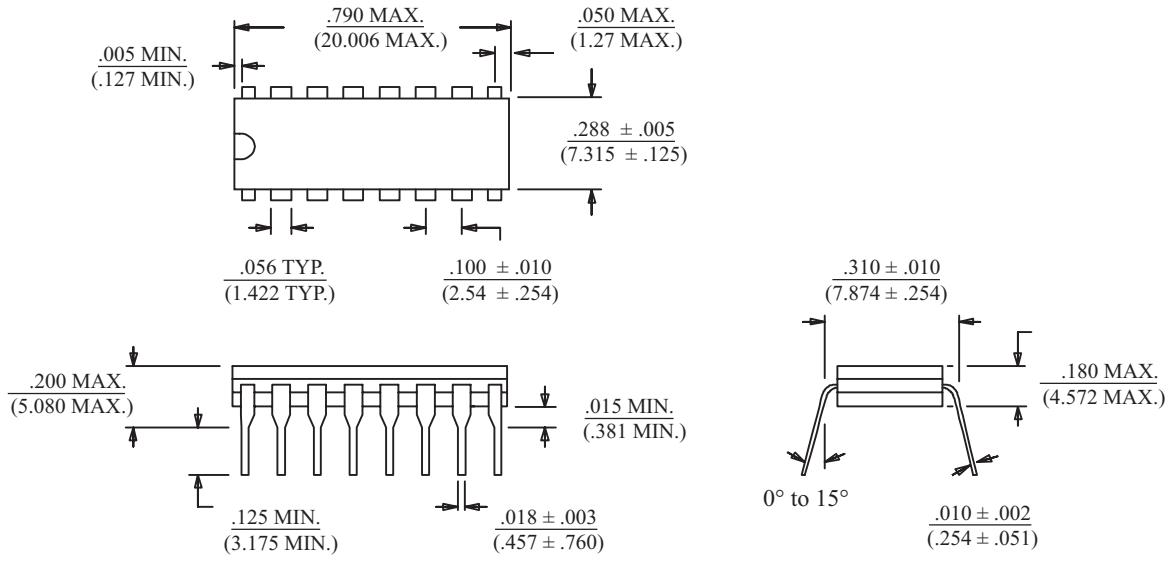 .790 MAX.
(20.006 MAX.)
.050 MAX.
(1.27 MAX.)
.005 MIN.
(.127 MIN.)
.288 ± .005
(7.315 ± .125)
.056 TYP.
(1.422 TYP.)
.100 ± .010
(2.54 ± .254)
.310 ± .010
(7.874 ± .254)
.200 MAX.
(5.080 MAX.)
.015 MIN.
(.381 MIN.)
.180 MAX.
(4.572 MAX.)
0° to 15°
.125 MIN.
(3.175 MIN.)
.018 ± .003
(.457 ± .760)
.010 ± .002
(.254 ± .051)